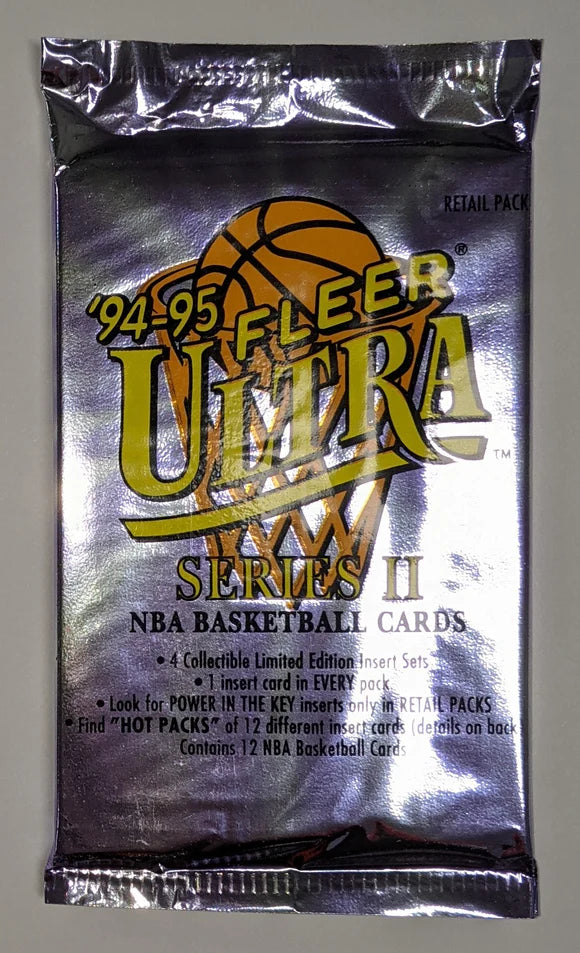 RETAIL PACK
'94-95 FLEER®
ULTRA™
SERIES II
NBA BASKETBALL CARDS
• 4 Collectible Limited Edition Insert Sets
• 1 insert card in EVERY pack
• Look for POWER IN THE KEY inserts only in RETAIL PACKS
• Find "HOT PACKS" of 12 different insert cards (details on back
Contains 12 NBA Basketball Cards